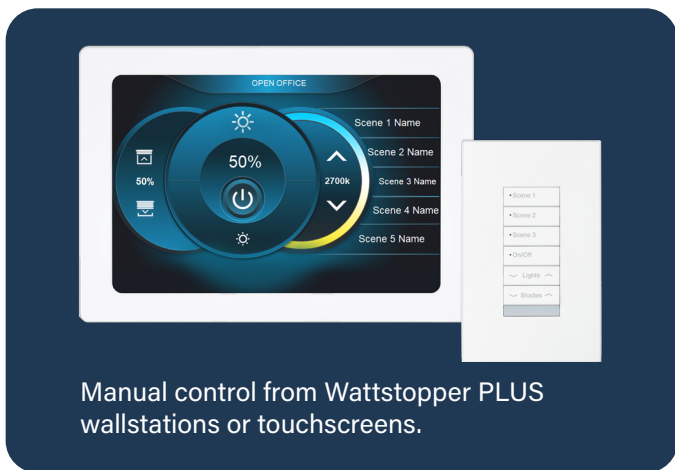 OPEN OFFICE
50%
50%
2700k
Scene 1 Name
Scene 2 Name
Scene 3 Name
Scene 4 Name
Scene 5 Name
Scene 1
Scene 2
Scene 3
On/Off
Lights
Shades
Manual control from Wattstopper PLUS
wallstations or touchscreens.